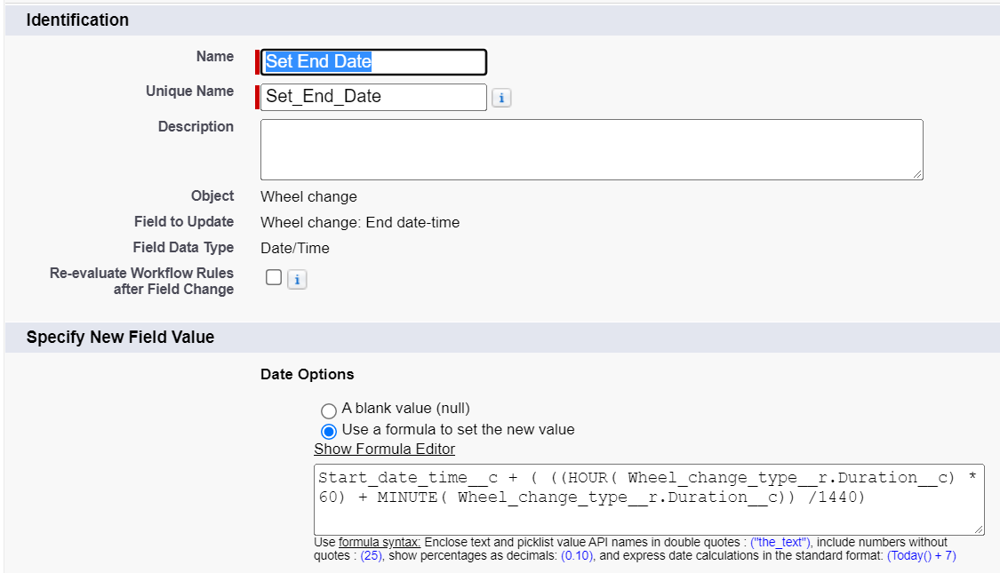 Identification
Name
Set End Date
Unique Name
Set_End_Date
i
Description
Object
Wheel change
Field to Update
Wheel change: End date-time
Field Data Type
Date/Time
Re-evaluate Workflow Rules
after Field Change
i
Specify New Field Value
Date Options
A blank value (null)
Use a formula to set the new value
Show Formula Editor
Start_date_time__c + ( ((HOUR( Wheel_change_type__r.Duration__c) *
60) + MINUTE( Wheel_change_type__r.Duration__c)) /1440)
Use formula syntax: Enclose text and picklist value API names in double quotes : ("the_text"), include numbers without
quotes : (25), show percentages as decimals: (0.10), and express date calculations in the standard format: (Today() + 7)